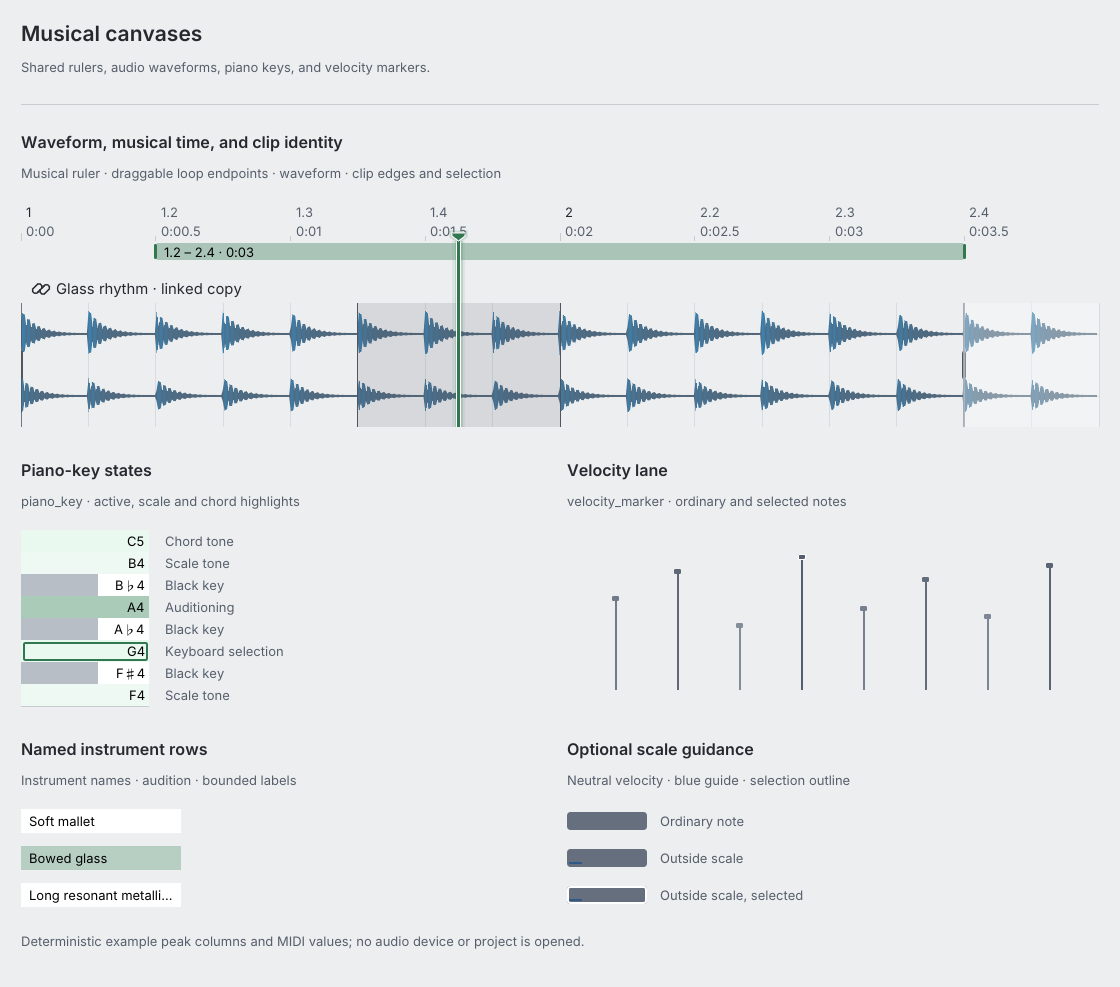 Musical canvases
Shared rulers, audio waveforms, piano keys, and velocity markers.
Waveform, musical time, and clip identity
Musical ruler · draggable loop endpoints · waveform · clip edges and selection
1 1.2 1.3 1.4 2 2.2 2.3 2.4
0:00 0:00.5 0:01 0:01.5 0:02 0:02.5 0:03 0:03.5
1.2 – 2.4 · 0:03
Glass rhythm · linked copy
Piano-key states
piano_key · active, scale and chord highlights
C5 Chord tone
B4 Scale tone
B♭4 Black key
A4 Auditioning
A♭4 Black key
G4 Keyboard selection
F♯4 Black key
F4 Scale tone
Velocity lane
velocity_marker · ordinary and selected notes
Named instrument rows
Instrument names · audition · bounded labels
Soft mallet
Bowed glass
Long resonant metalli...
Optional scale guidance
Neutral velocity · blue guide · selection outline
Ordinary note
Outside scale
Outside scale, selected
Deterministic example peak columns and MIDI values; no audio device or project is opened.